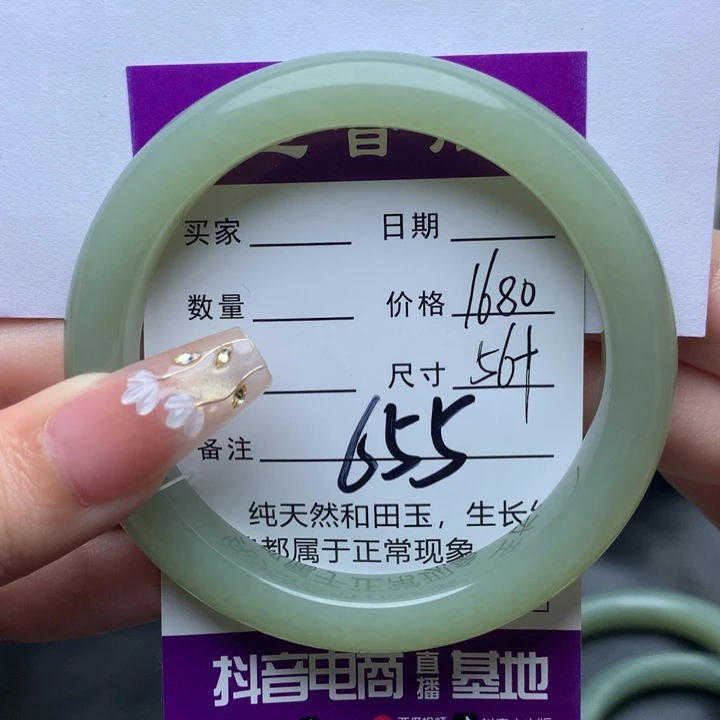 买家 日期
数量 价格 1680
尺寸 56+
备注 655
纯天然和田玉，生长
都属于正常现象
抖音电商 直播 基地